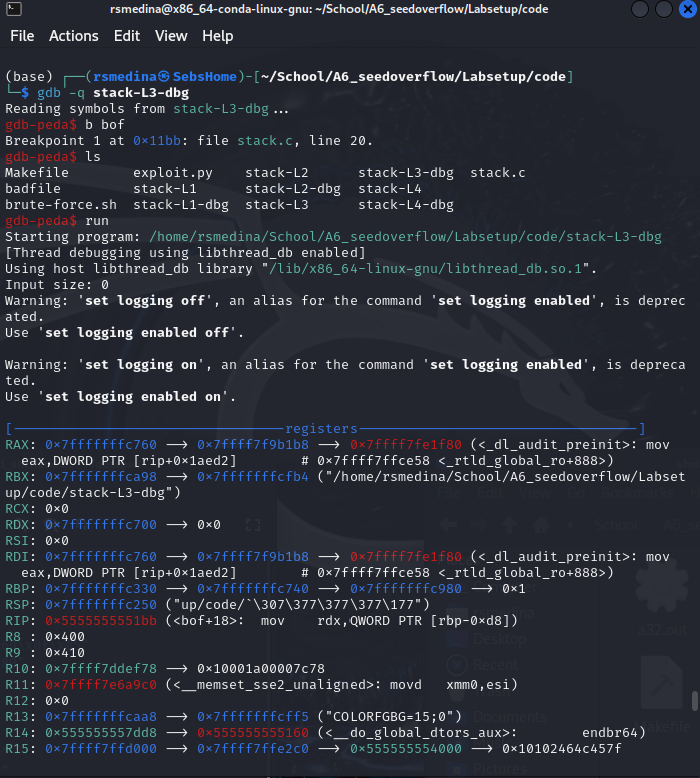 rsmedina@x86_64-conda-linux-gnu: ~/School/A6_seedoverflow/Labsetup/code
File Actions Edit View Help
(base) ┌──(rsmedina㉿SebsHome)-[~/School/A6_seedoverflow/Labsetup/code]
└─$ gdb -q stack-L3-dbg
Reading symbols from stack-L3-dbg...
gdb-peda$ b bof
Breakpoint 1 at 0×11bb: file stack.c, line 20.
gdb-peda$ ls
Makefile        exploit.py    stack-L2      stack-L3-dbg  stack.c
badfile         stack-L1      stack-L2-dbg  stack-L4
brute-force.sh  stack-L1-dbg  stack-L3      stack-L4-dbg
gdb-peda$ run
Starting program: /home/rsmedina/School/A6_seedoverflow/Labsetup/code/stack-L3-dbg
[Thread debugging using libthread_db enabled]
Using host libthread_db library "/lib/x86_64-linux-gnu/libthread_db.so.1".
Input size: 0
Warning: 'set logging off', an alias for the command 'set logging enabled', is deprec
ated.
Use 'set logging enabled off'.
Warning: 'set logging on', an alias for the command 'set logging enabled', is depreca
ted.
Use 'set logging enabled on'.
[----------------------------------registers-----------------------------------]
RAX: 0×7fffffffc760 --> 0×7ffff7f9b1b8 --> 0×7ffff7fe1f80 (<_dl_audit_preinit>: mov
  eax,DWORD PTR [rip+0×1aed2]        # 0×7ffff7ffce58 <_rtld_global_ro+888>)
RBX: 0×7fffffffca98 --> 0×7fffffffcfb4 ("/home/rsmedina/School/A6_seedoverflow/Labset
up/code/stack-L3-dbg")
RCX: 0×0
RDX: 0×7fffffffc700 --> 0×0
RSI: 0×0
RDI: 0×7fffffffc760 --> 0×7ffff7f9b1b8 --> 0×7ffff7fe1f80 (<_dl_audit_preinit>: mov
  eax,DWORD PTR [rip+0×1aed2]        # 0×7ffff7ffce58 <_rtld_global_ro+888>)
RBP: 0×7fffffffc330 --> 0×7fffffffc740 --> 0×7fffffffc980 --> 0×1
RSP: 0×7fffffffc250 ("up/code/`\307\377\377\377\177")
RIP: 0×5555555551bb (<bof+18>:  mov    rdx,QWORD PTR [rbp-0×d8])
R8 : 0×400
R9 : 0×410
R10: 0×7ffff7ddef78 --> 0×10001a00007c78
R11: 0×7ffff7e6a9c0 (<__memset_sse2_unaligned>: movd   xmm0,esi)
R12: 0×0
R13: 0×7fffffffcaa8 --> 0×7fffffffcff5 ("COLORFGBG=15;0")
R14: 0×555555557dd8 --> 0×555555555160 (<__do_global_dtors_aux>:        endbr64)
R15: 0×7ffff7ffd000 --> 0×7ffff7ffe2c0 --> 0×555555554000 --> 0×10102464c457f